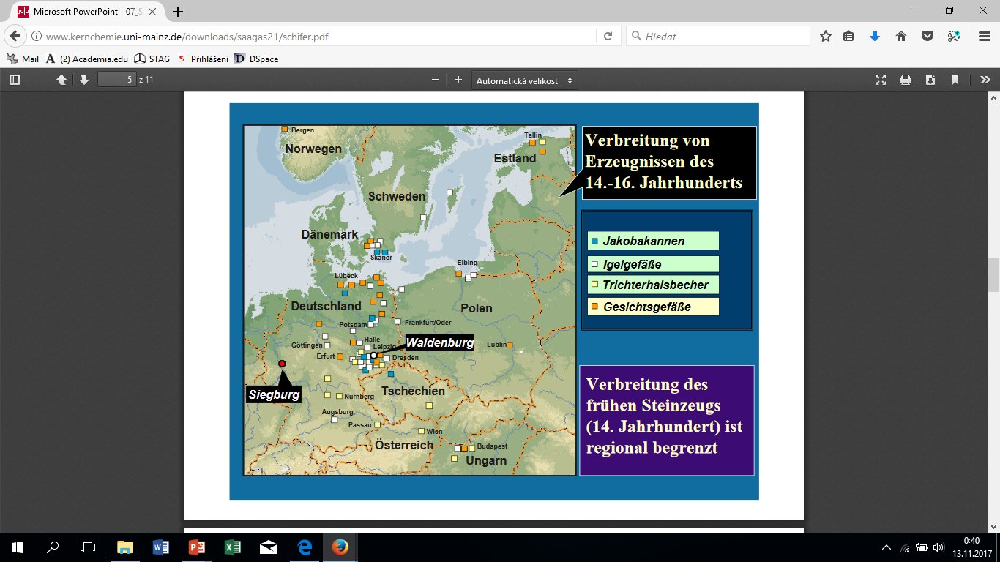 Microsoft PowerPoint - 07_S
www.kernchemie.uni-mainz.de/downloads/saagas21/schifer.pdf
Hledat
Mail
(2) Academia.edu
STAG
Přihlášení
DSpace
5 z 11
Automatická velikost
Bergen
Norwegen
Tallin
Estland
Schweden
Dänemark
Skanör
Elbing
Lübeck
Deutschland
Polen
Potsdam
Frankfurt/Oder
Halle
Göttingen
Leipzig
Waldenburg
Lublin
Erfurt
Dresden
Siegburg
Tschechien
Nürnberg
Augsburg
Passau
Wien
Österreich
Budapest
Ungarn
Verbreitung von
Erzeugnissen des
14.-16. Jahrhunderts
Jakobakannen
Igelgefäße
Trichterhalsbecher
Gesichtsgefäße
Verbreitung des
frühen Steinzeugs
(14. Jahrhundert) ist
regional begrenzt
0:40
13.11.2017